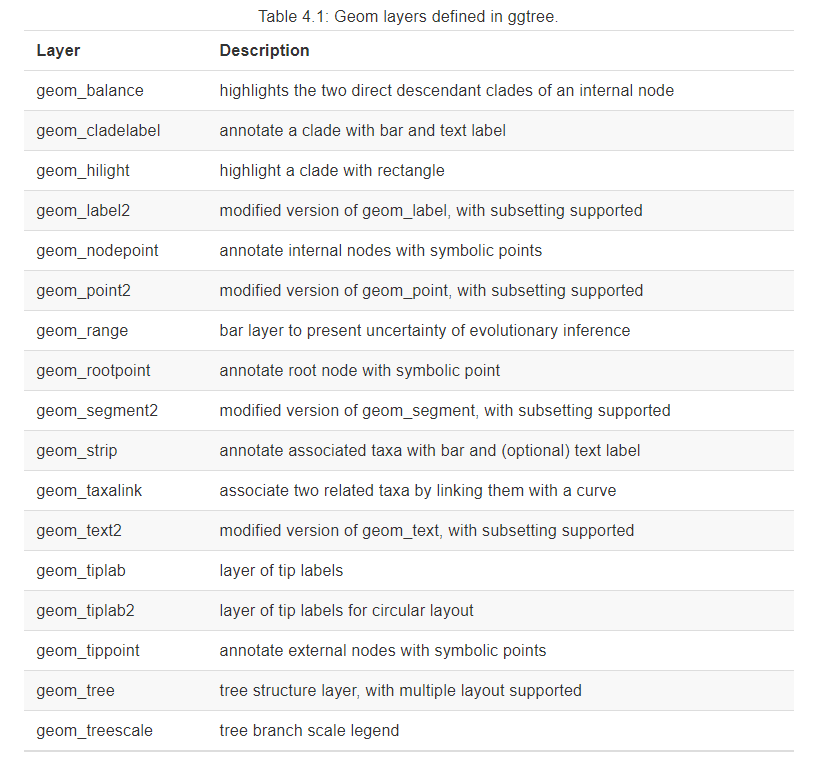 Table 4.1: Geom layers defined in ggtree.
Layer Description
geom_balance highlights the two direct descendant clades of an internal node
geom_cladelabel annotate a clade with bar and text label
geom_hilight highlight a clade with rectangle
geom_label2 modified version of geom_label, with subsetting supported
geom_nodepoint annotate internal nodes with symbolic points
geom_point2 modified version of geom_point, with subsetting supported
geom_range bar layer to present uncertainty of evolutionary inference
geom_rootpoint annotate root node with symbolic point
geom_segment2 modified version of geom_segment, with subsetting supported
geom_strip annotate associated taxa with bar and (optional) text label
geom_taxalink associate two related taxa by linking them with a curve
geom_text2 modified version of geom_text, with subsetting supported
geom_tiplab layer of tip labels
geom_tiplab2 layer of tip labels for circular layout
geom_tippoint annotate external nodes with symbolic points
geom_tree tree structure layer, with multiple layout supported
geom_treescale tree branch scale legend